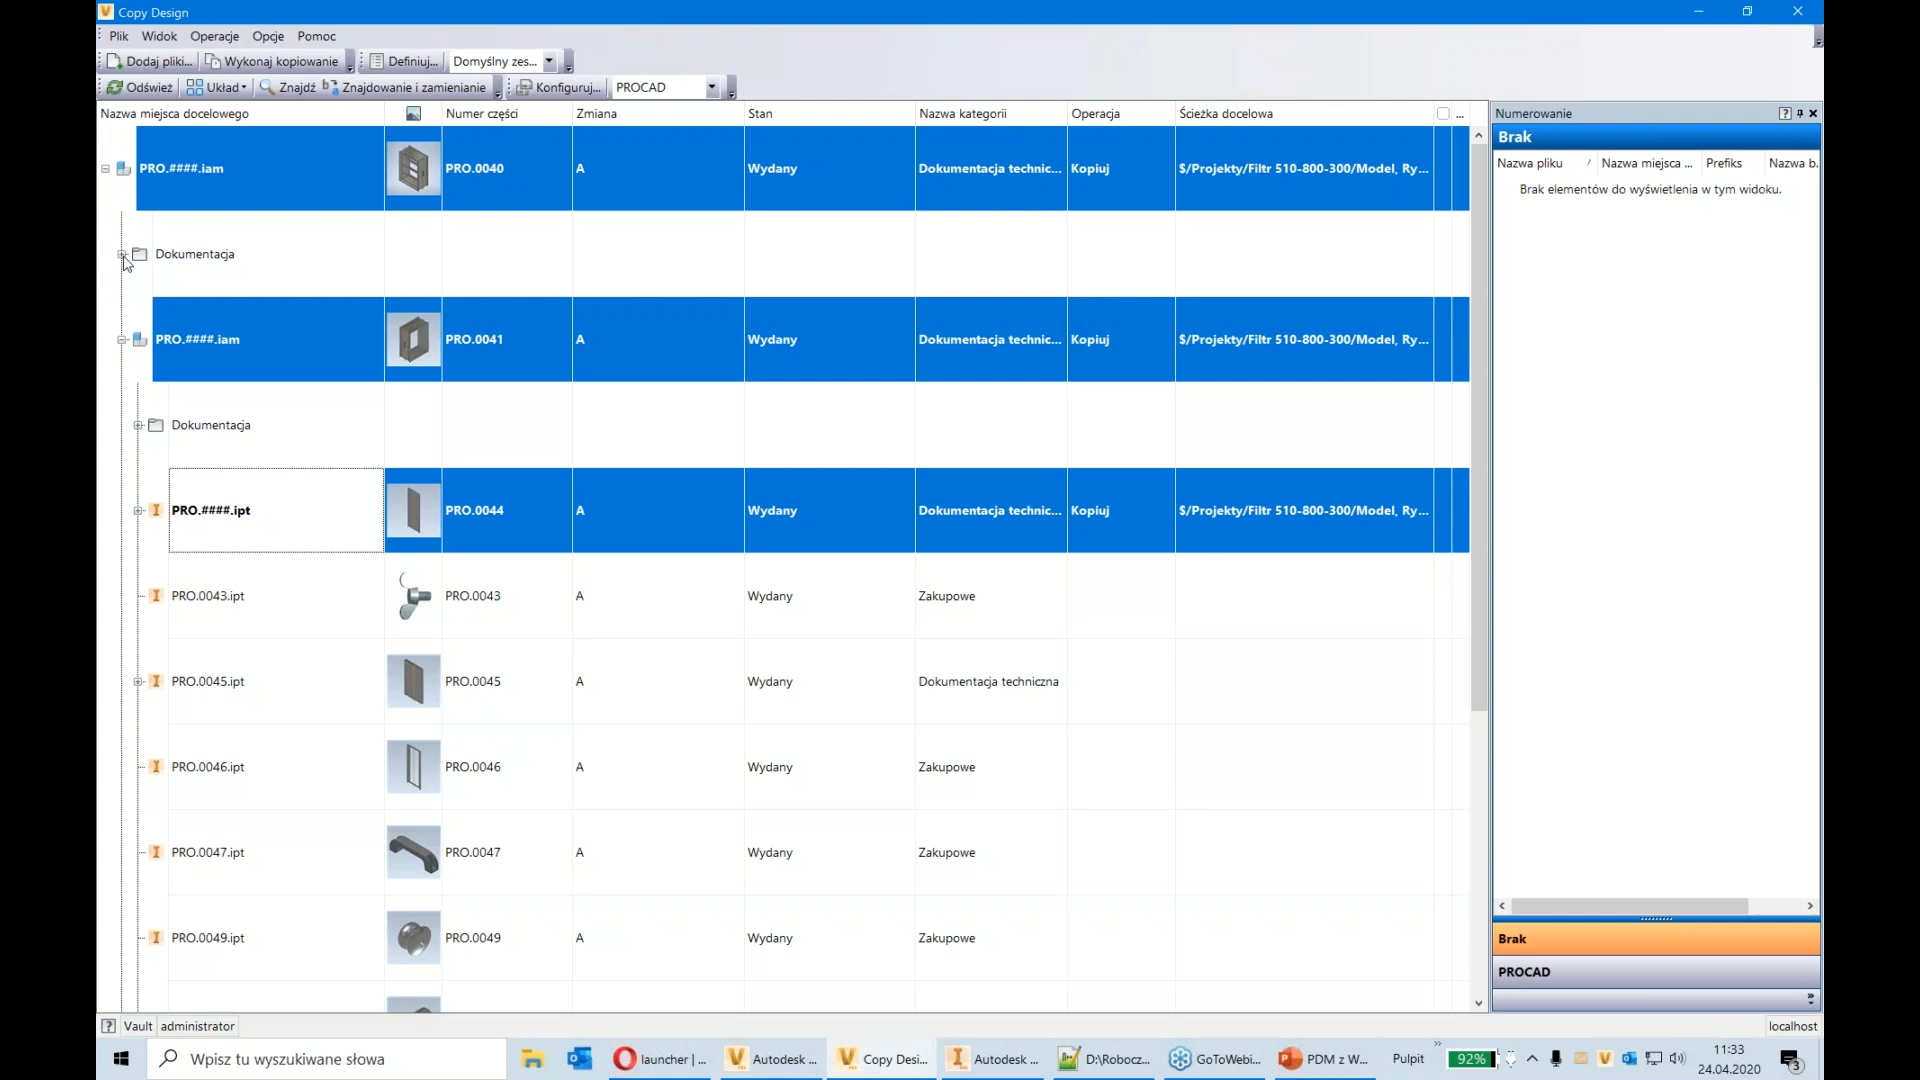 Copy Design
Plik Widok Operacje Opcje Pomoc
Dodaj pliki... Wykonaj kopiowanie Definiuj... Domyślny zes...
Odśwież Układ Znajdź Znajdowanie i zamienianie Konfiguruj... PROCAD
Nazwa miejsca docelowego Numer części Zmiana Stan Nazwa kategorii Operacja Ścieżka docelowa ...
PRO.####.iam PRO.0040 A Wydany Dokumentacja technic... Kopiuj $/Projekty/Filtr 510-800-300/Model, Ry...
Dokumentacja
PRO.####.iam PRO.0041 A Wydany Dokumentacja technic... Kopiuj $/Projekty/Filtr 510-800-300/Model, Ry...
Dokumentacja
PRO.####.ipt PRO.0044 A Wydany Dokumentacja technic... Kopiuj $/Projekty/Filtr 510-800-300/Model, Ry...
PRO.0043.ipt PRO.0043 A Wydany Zakupowe
PRO.0045.ipt PRO.0045 A Wydany Dokumentacja techniczna
PRO.0046.ipt PRO.0046 A Wydany Zakupowe
PRO.0047.ipt PRO.0047 A Wydany Zakupowe
PRO.0049.ipt PRO.0049 A Wydany Zakupowe
Numerowanie
Brak
Nazwa pliku Nazwa miejsca ... Prefiks Nazwa b.
Brak elementów do wyświetlenia w tym widoku.
Brak
PROCAD
Vault administrator localhost
Wpisz tu wyszukiwane słowa launcher | ... Autodesk ... Copy Desi... Autodesk ... D:\Robocz... GoToWebi... PDM z W... Pulpit 92% 11:33
24.04.2020 3